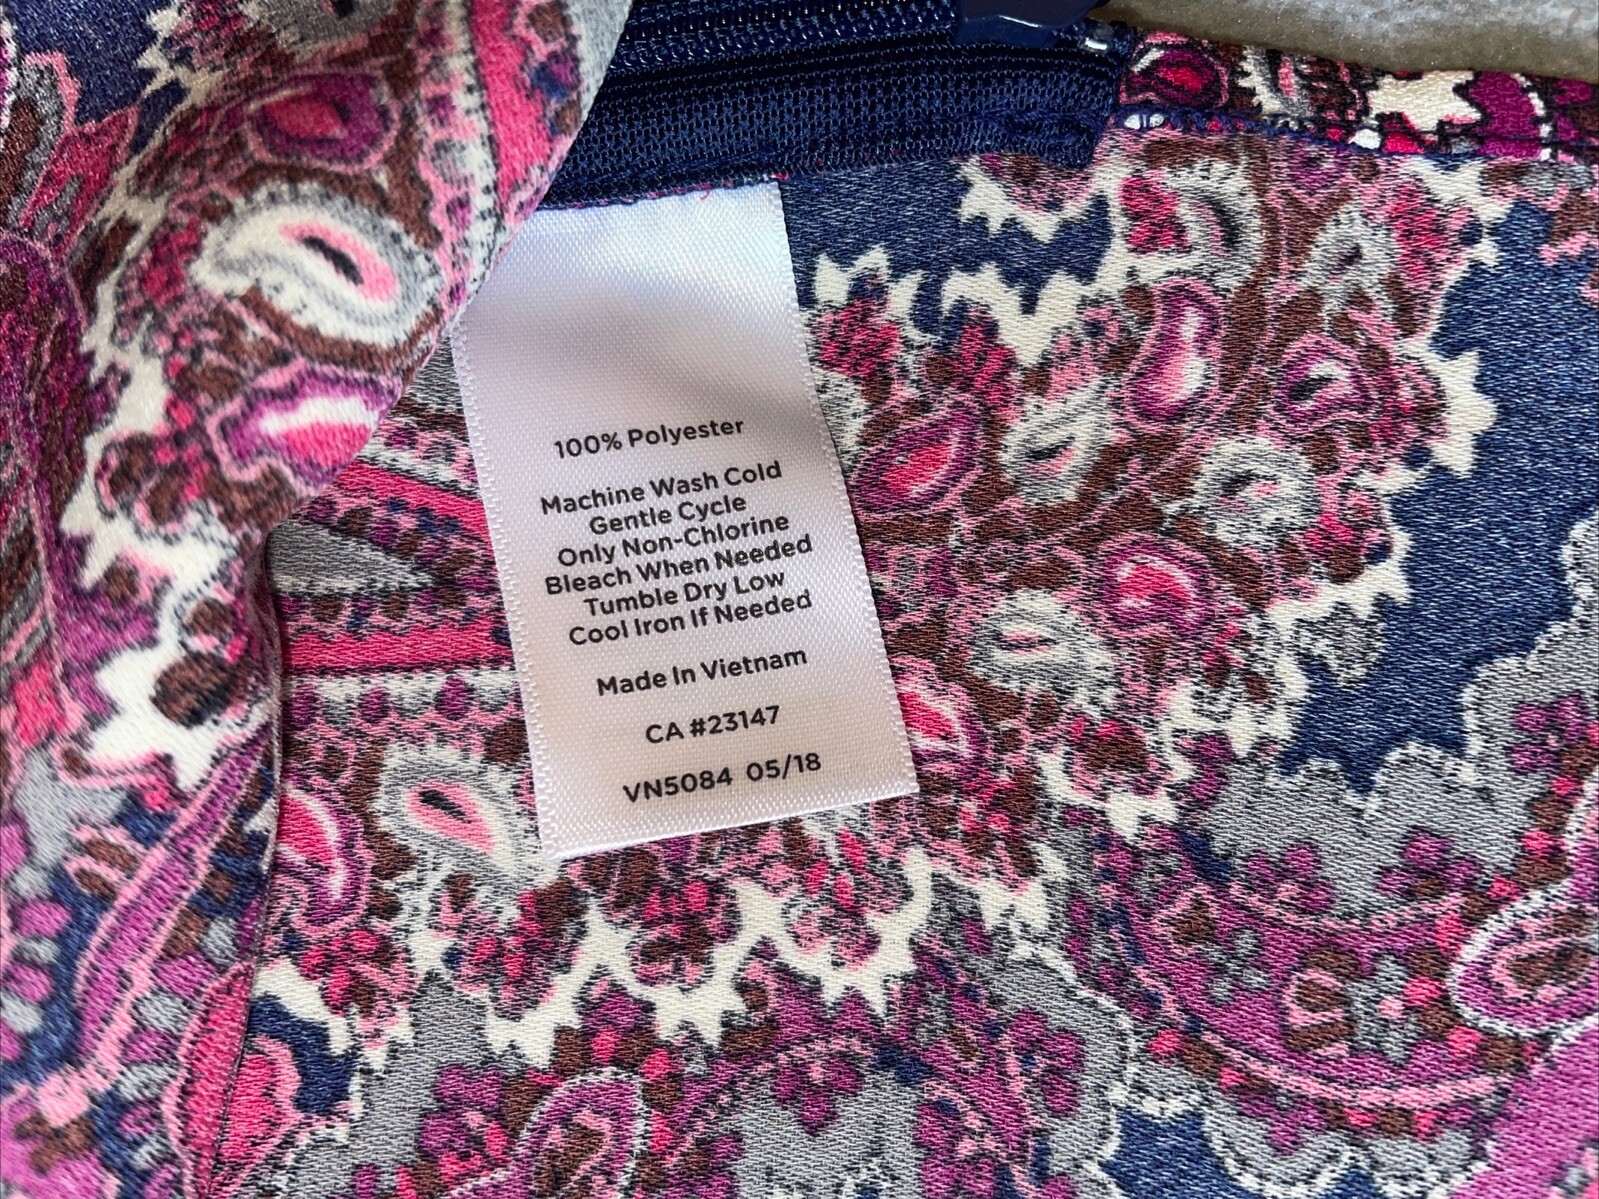 100% Polyester
Machine Wash Cold
Gentle Cycle
Only Non-Chlorine
Bleach When Needed
Tumble Dry Low
Cool Iron If Needed
Made In Vietnam
CA #23147
VN5084 05/18